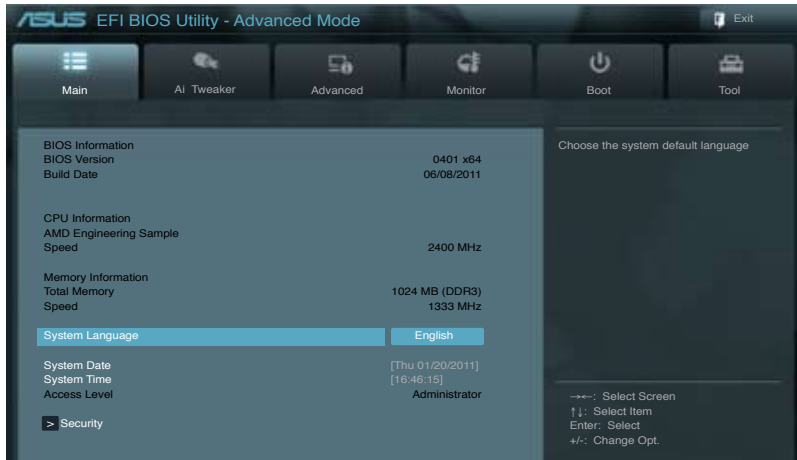 ASUS EFI BIOS Utility - Advanced Mode Exit
Main Ai Tweaker Advanced Monitor Boot Tool
BIOS Information
BIOS Version 0401 x64
Build Date 06/08/2011
CPU Information
AMD Engineering Sample
Speed 2400 MHz
Memory Information
Total Memory 1024 MB (DDR3)
Speed 1333 MHz
System Language English
System Date [Thu 01/20/2011]
System Time [16:46:15]
Access Level Administrator
> Security
Choose the system default language
→←: Select Screen
↑↓: Select Item
Enter: Select
+/-: Change Opt.